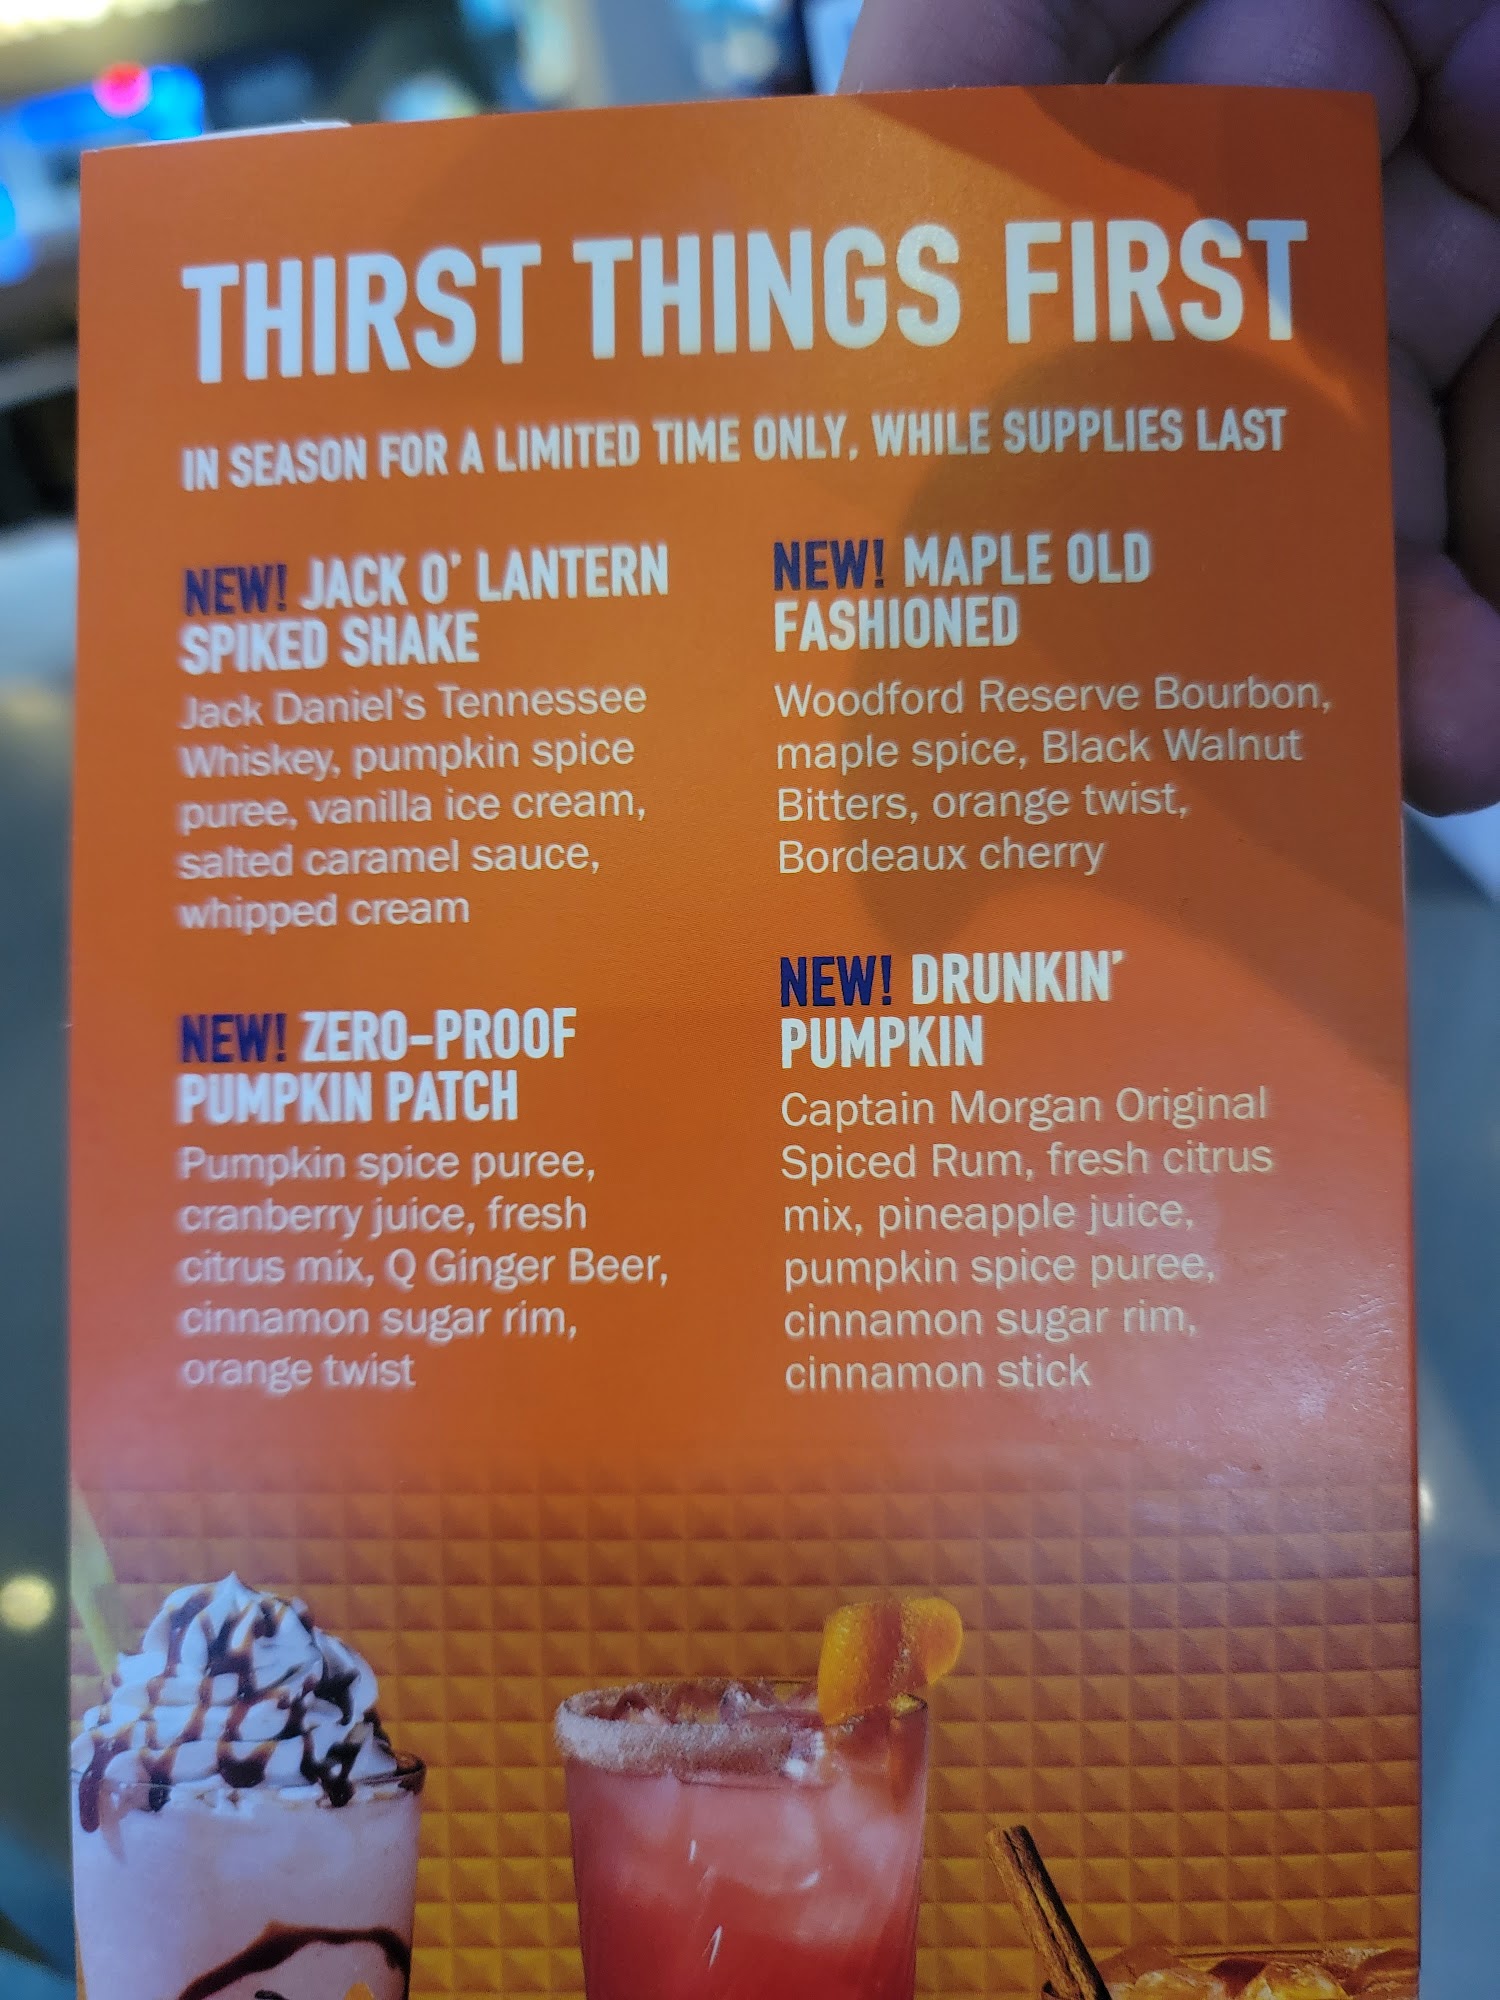 THIRST THINGS FIRST
IN SEASON FOR A LIMITED TIME ONLY, WHILE SUPPLIES LAST
NEW! JACK O' LANTERN
SPIKED SHAKE
Jack Daniel's Tennessee
Whiskey, pumpkin spice
puree, vanilla ice cream,
salted caramel sauce,
whipped cream
NEW! ZERO-PROOF
PUMPKIN PATCH
Pumpkin spice puree,
cranberry juice, fresh
citrus mix, Q Ginger Beer,
cinnamon sugar rim,
orange twist
NEW! MAPLE OLD
FASHIONED
Woodford Reserve Bourbon,
maple spice, Black Walnut
Bitters, orange twist,
Bordeaux cherry
NEW! DRUNKIN'
PUMPKIN
Captain Morgan Original
Spiced Rum, fresh citrus
mix, pineapple juice,
pumpkin spice puree,
cinnamon sugar rim,
cinnamon stick